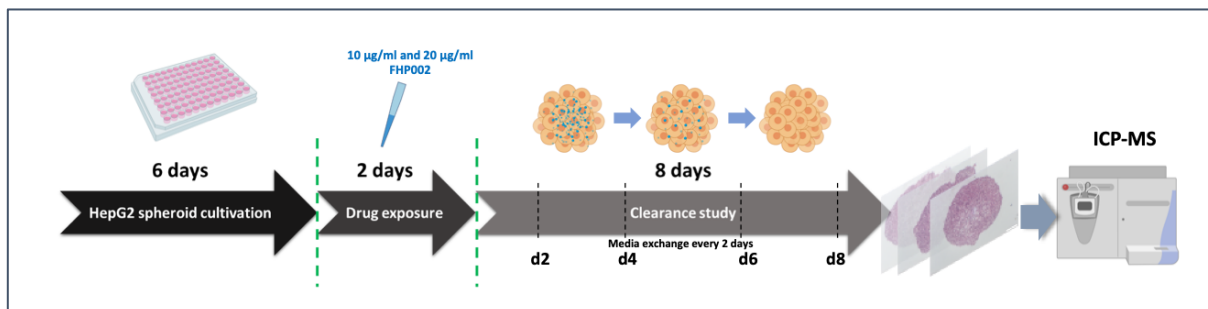 10 µg/ml and 20 µg/ml
FHP002
6 days
2 days
8 days
ICP-MS
HepG2 spheroid cultivation
Drug exposure
Clearance study
Media exchange every 2 days
d2
d4
d6
d8